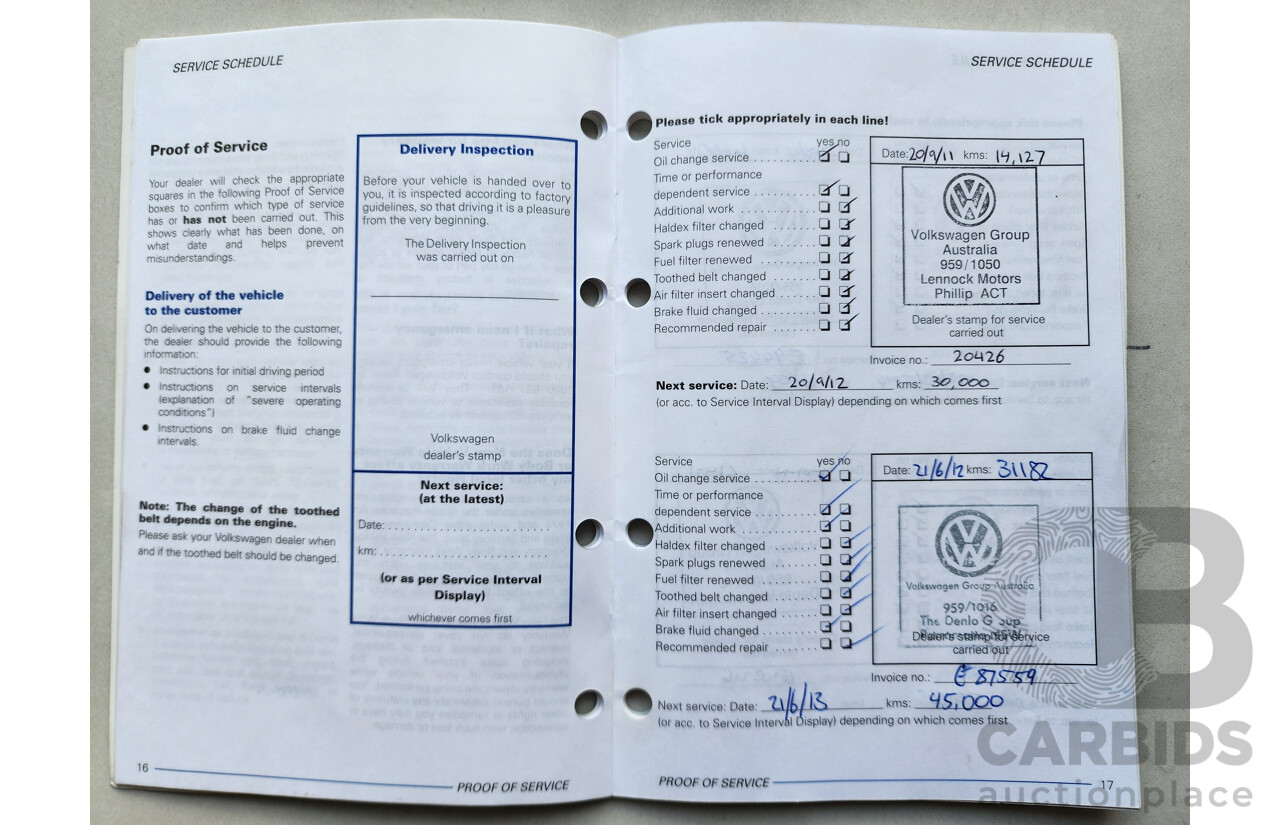 SERVICE SCHEDULE
Proof of Service
Your dealer will check the appropriate
squares in the following Proof of Service
boxes to confirm which type of service
has or has not been carried out. This
shows clearly what has been done, on
what date and helps prevent
misunderstandings.
Delivery of the vehicle
to the customer
On delivering the vehicle to the customer,
the dealer should provide the following
information:
● Instructions for initial driving period
● Instructions on service intervals
(explanation of "severe operating
conditions")
● Instructions on brake fluid change
intervals.
Note: The change of the toothed
belt depends on the engine.
Please ask your Volkswagen dealer when
and if the toothed belt should be changed.
Delivery Inspection
Before your vehicle is handed over to
you, it is inspected according to factory
guidelines, so that driving it is a pleasure
from the very beginning.
The Delivery Inspection
was carried out on
Volkswagen
dealer's stamp
Next service:
(at the latest)
Date: . . . . . . . . . . . . . . . . . . . . . . . .
km: . . . . . . . . . . . . . . . . . . . . . . . . .
(or as per Service Interval
Display)
whichever comes first
16
PROOF OF SERVICE
SERVICE SCHEDULE
Please tick appropriately in each line!
Service yes no
Oil change service . . . . . . . . . .
Time or performance
dependent service . . . . . . . . . .
Additional work . . . . . . . . . . . .
Haldex filter changed . . . . . . .
Spark plugs renewed . . . . . . . .
Fuel filter renewed . . . . . . . . .
Toothed belt changed . . . . . . .
Air filter insert changed . . . . . .
Brake fluid changed . . . . . . . . .
Recommended repair . . . . . . .
Date: 20/9/11 kms: 14,127
Volkswagen Group
Australia
959/1050
Lennock Motors
Phillip ACT
Dealer's stamp for service
carried out
Invoice no.: 20426
Next service: Date: 20/9/12 kms: 30,000
(or acc. to Service Interval Display) depending on which comes first
Service yes no
Oil change service . . . . . . . . . .
Time or performance
dependent service . . . . . . . . . .
Additional work . . . . . . . . . . . .
Haldex filter changed . . . . . . .
Spark plugs renewed . . . . . . . .
Fuel filter renewed . . . . . . . . .
Toothed belt changed . . . . . . .
Air filter insert changed . . . . . .
Brake fluid changed . . . . . . . . .
Recommended repair . . . . . . .
Date: 21/6/12 kms: 31182
Volkswagen Group Australia
959/1016
The Denlo Group
Dealer's stamp for service
carried out
Invoice no.: 87559
Next service: Date: 21/6/13 kms: 45,000
(or acc. to Service Interval Display) depending on which comes first
PROOF OF SERVICE
17
CARBIDS
auctionplace